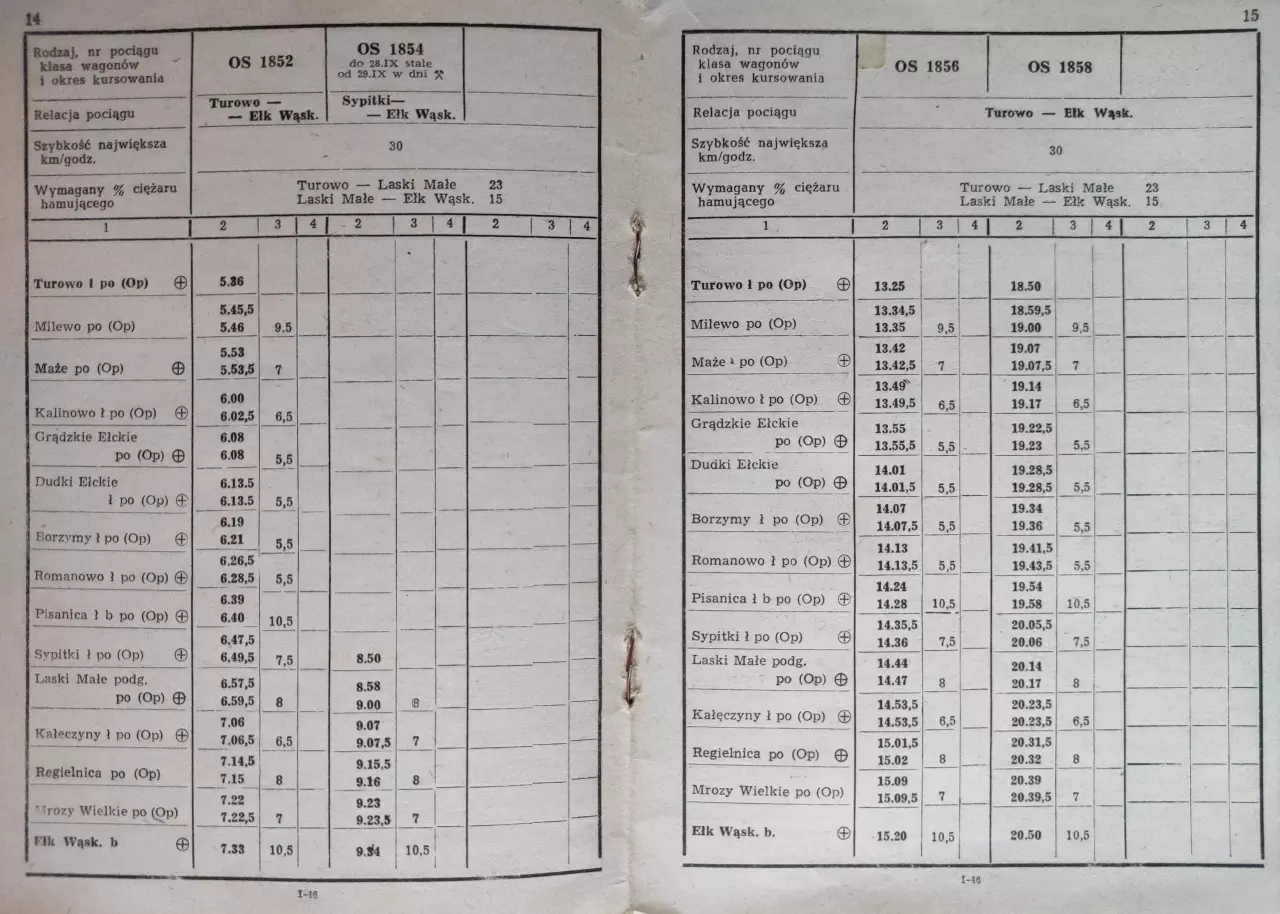 14
Rodzaj, nr pociągu
klasa wagonów
i okres kursowania
OS 1852
OS 1854
do 28.IX stale
od 29.IX w dni ⚒
Relacja pociągu
Turowo —
— Ełk Wąsk.
Sypitki—
— Ełk Wąsk.
Szybkość największa
km/godz.
30
Wymagany % ciężaru
hamującego
Turowo — Laski Małe 23
Laski Małe — Ełk Wąsk. 15
1 2 3 4 2 3 4 2 3 4
Turowo ł po (Op) ⊕ 5.36
5.45,5
Milewo po (Op) 5.46 9.5
5.53
Maże po (Op) ⊕ 5.53,5 7
6.00
Kalinowo ł po (Op) ⊕ 6.02,5 6,5
Grądzkie Ełckie 6.08
po (Op) ⊕ 6.08 5,5
Dudki Ełckie 6.13.5
ł po (Op) ⊕ 6.13.5 5,5
6.19
Borzymy ł po (Op) ⊕ 6.21 5,5
6.26,5
Romanowo ł po (Op) ⊕ 6.28,5 5,5
6.39
Pisanica ł b po (Op) ⊕ 6.40 10,5
6,47,5
Sypitki ł po (Op) ⊕ 6.49,5 7,5 8.50
Laski Małe podg. 6.57,5 8.58
po (Op) ⊕ 6.59,5 8 9.00 8
7.06 9.07
Kałeczyny ł po (Op) ⊕ 7.06,5 6,5 9.07,5 7
7.14,5 9.15,5
Regielnica po (Op) 7.15 8 9.16 8
7.22 9.23
Mrozy Wielkie po (Op) 7.22,5 7 9.23,5 7
Ełk Wąsk. b ⊕ 7.33 10,5 9.34 10,5
I-46
15
Rodzaj, nr pociągu
klasa wagonów
i okres kursowania
OS 1856
OS 1858
Relacja pociągu
Turowo — Ełk Wąsk.
Szybkość największa
km/godz.
30
Wymagany % ciężaru
hamującego
Turowo — Laski Małe 23
Laski Małe — Ełk Wąsk. 15
1 2 3 4 2 3 4 2 3 4
Turowo ł po (Op) ⊕ 13.25 18.50
13.34,5 18.59,5
Milewo po (Op) 13.35 9,5 19.00 9,5
13.42 19.07
Maże ł po (Op) ⊕ 13.42,5 7 19.07,5 7
13.49 19.14
Kalinowo ł po (Op) ⊕ 13.49,5 6,5 19.17 6,5
Grądzkie Ełckie 13.55 19.22,5
po (Op) ⊕ 13.55,5 5,5 19.23 5,5
Dudki Ełckie 14.01 19.28,5
po (Op) ⊕ 14.01,5 5,5 19.28,5 5,5
14.07 19.34
Borzymy ł po (Op) ⊕ 14.07,5 5,5 19.36 5,5
14.13 19.41,5
Romanowo ł po (Op) ⊕ 14.13,5 5,5 19.43,5 5,5
14.24 19.54
Pisanica ł b po (Op) ⊕ 14.28 10,5 19.58 10,5
14.35,5 20.05,5
Sypitki ł po (Op) ⊕ 14.36 7,5 20.06 7,5
Laski Małe podg. 14.44 20.14
po (Op) ⊕ 14.47 8 20.17 8
14.53,5 20.23,5
Kałęczyny ł po (Op) ⊕ 14.53,5 6,5 20.23,5 6,5
15.01,5 20.31,5
Regielnica po (Op) ⊕ 15.02 8 20.32 8
15.09 20.39
Mrozy Wielkie po (Op) 15.09,5 7 20.39,5 7
Ełk Wąsk. b. ⊕ 15.20 10,5 20.50 10,5
I-46